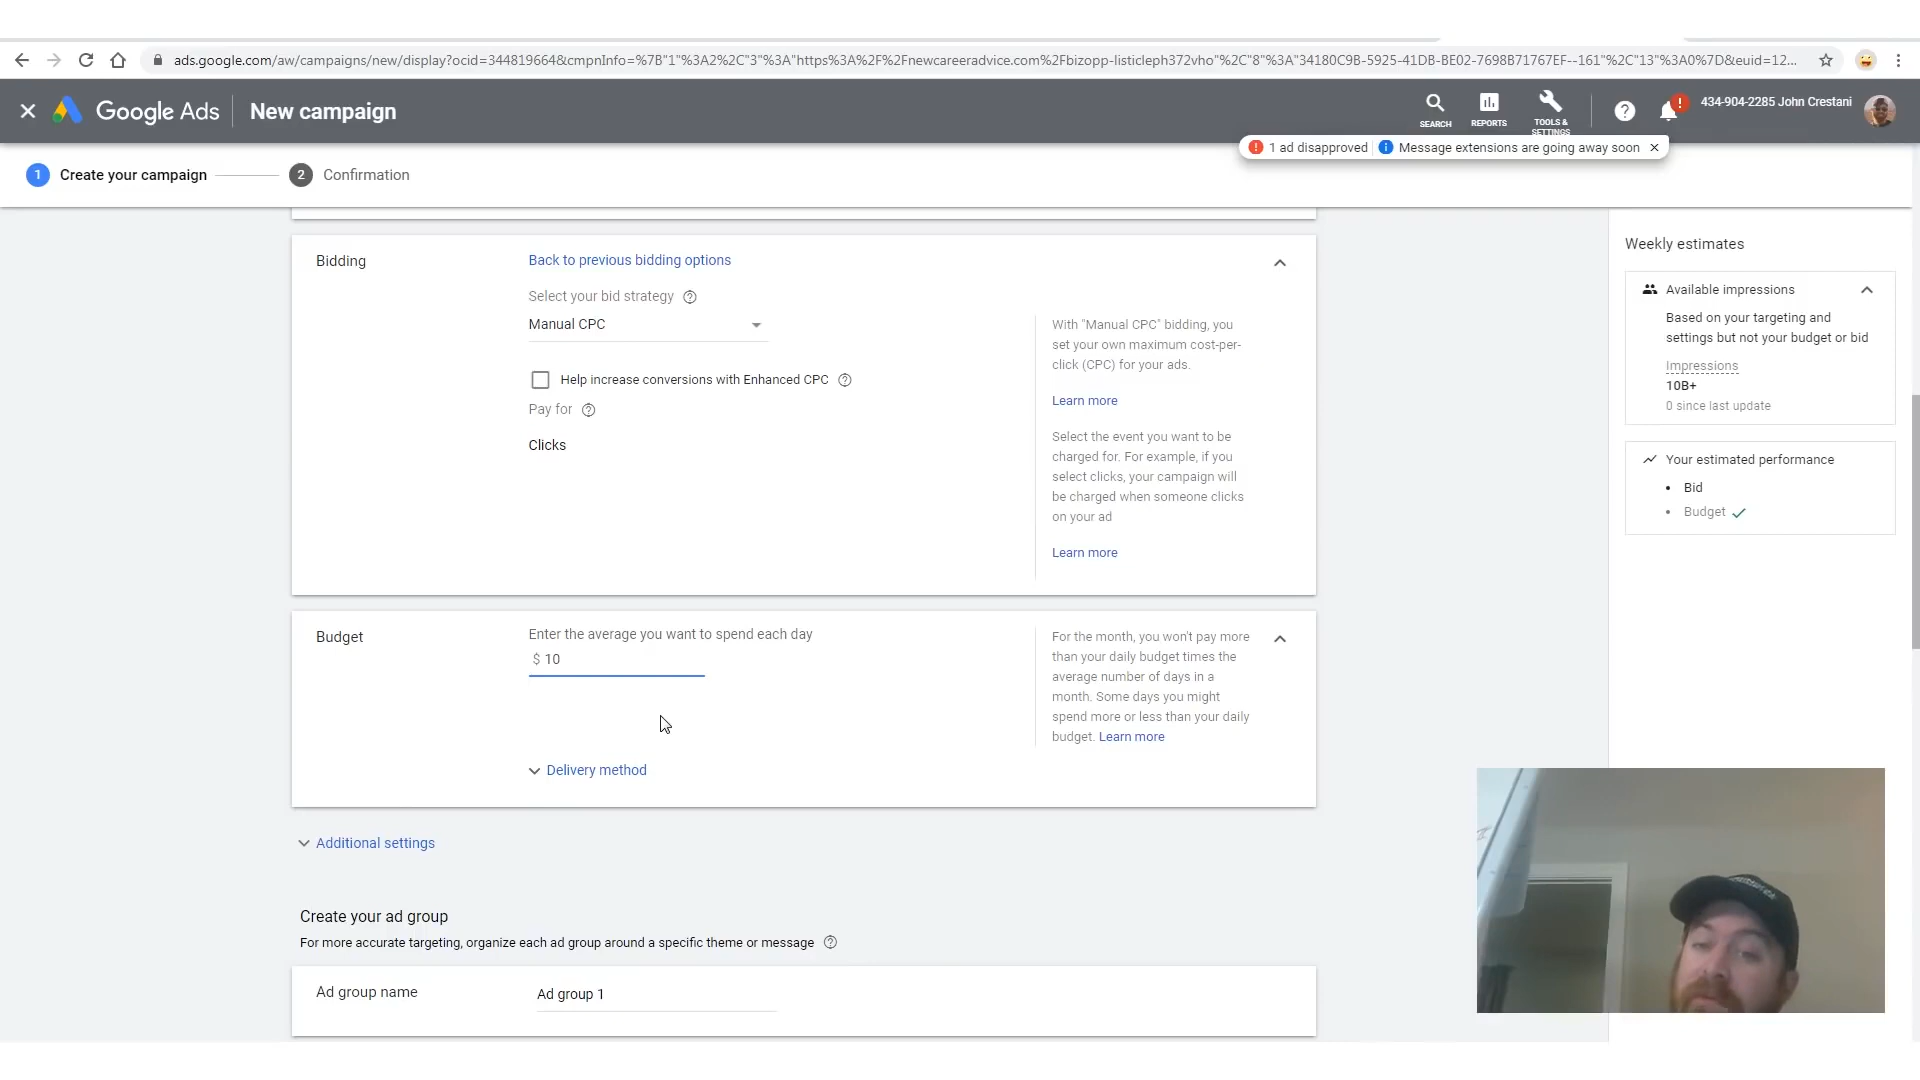 ads.google.com/aw/campaigns/new/display?ocid=344819664&cmpnInfo=%7B"1"%3A2%2C"3"%3A"https%3A%2F%2Fnewcareeradvice.com%2Fbizopp-listicleph372vho"%2C"8"%3A"34180C9B-5925-41DB-BE02-7698B71767EF--161"%2C"13"%3A0%7D&euid=12...
Google Ads
New campaign
SEARCH
REPORTS
TOOLS &
SETTINGS
434-904-2285 John Crestani
1 ad disapproved
Message extensions are going away soon
1 Create your campaign
2 Confirmation
Bidding
Back to previous bidding options
Select your bid strategy
Manual CPC
Help increase conversions with Enhanced CPC
Pay for
Clicks
With "Manual CPC" bidding, you
set your own maximum cost-per-
click (CPC) for your ads.
Learn more
Select the event you want to be
charged for. For example, if you
select clicks, your campaign will
be charged when someone clicks
on your ad
Learn more
Budget
Enter the average you want to spend each day
$ 10
Delivery method
For the month, you won't pay more
than your daily budget times the
average number of days in a
month. Some days you might
spend more or less than your daily
budget. Learn more
Additional settings
Create your ad group
For more accurate targeting, organize each ad group around a specific theme or message
Ad group name
Ad group 1
Weekly estimates
Available impressions
Based on your targeting and
settings but not your budget or bid
Impressions
10B+
0 since last update
Your estimated performance
• Bid
• Budget